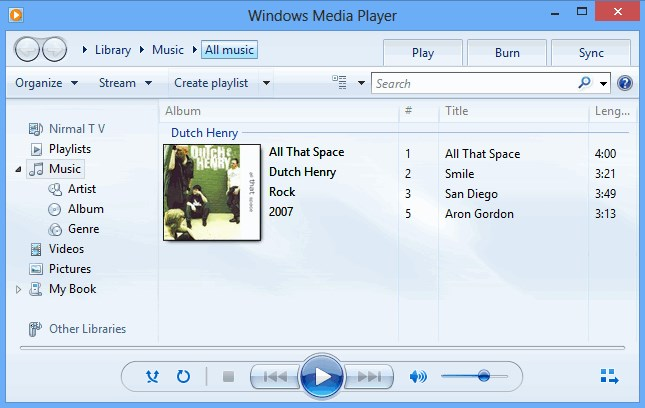 Windows Media Player
Library Music All music
Play Burn Sync
Organize Stream Create playlist Search ?
Album # Title Leng...
Nirmal T V
Playlists
Music
Artist
Album
Genre
Videos
Pictures
My Book
Other Libraries
Dutch Henry
DUTCH
HENRY
all that space
All That Space
Dutch Henry
Rock
2007
1 All That Space 4:00
2 Smile 3:21
3 San Diego 3:49
5 Aron Gordon 3:13